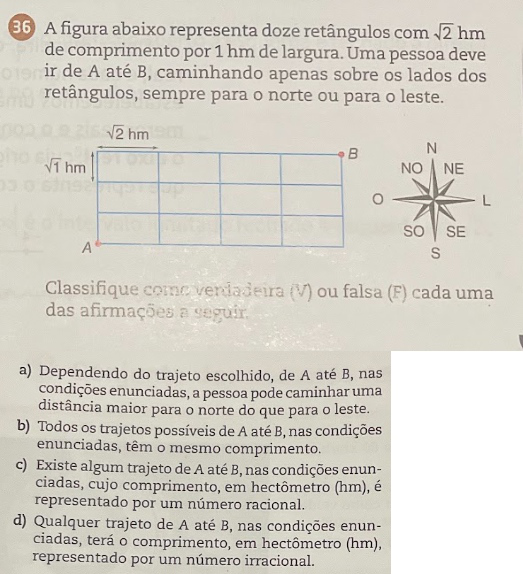 36 A figura abaixo representa doze retângulos com √2 hm
de comprimento por 1 hm de largura. Uma pessoa deve
ir de A até B, caminhando apenas sobre os lados dos
retângulos, sempre para o norte ou para o leste.
√2 hm
√1 hm
B
A
N
NO NE
O L
SO SE
S
Classifique como verdadeira (V) ou falsa (F) cada uma
das afirmações a seguir.
a) Dependendo do trajeto escolhido, de A até B, nas
condições enunciadas, a pessoa pode caminhar uma
distância maior para o norte do que para o leste.
b) Todos os trajetos possíveis de A até B, nas condições
enunciadas, têm o mesmo comprimento.
c) Existe algum trajeto de A até B, nas condições enun-
ciadas, cujo comprimento, em hectômetro (hm), é
representado por um número racional.
d) Qualquer trajeto de A até B, nas condições enun-
ciadas, terá o comprimento, em hectômetro (hm),
representado por um número irracional.